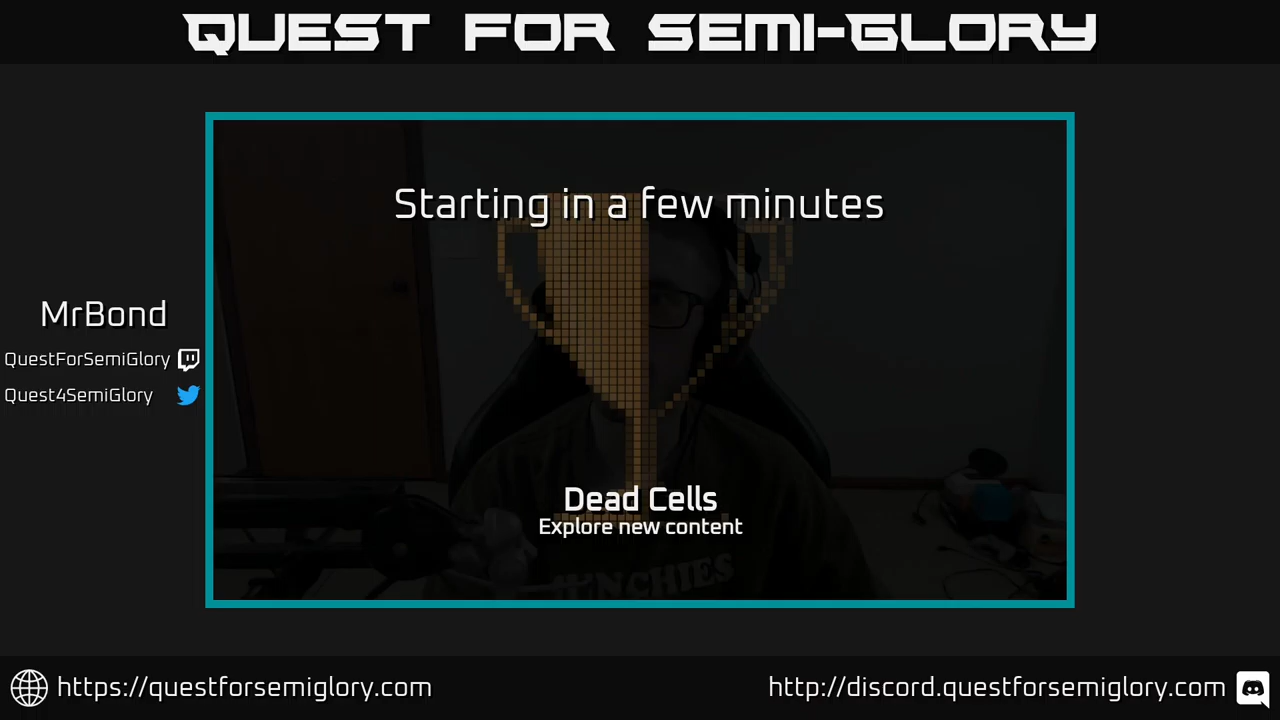 QUEST FOR SEMI-GLORY
Starting in a few minutes
MrBond
QuestForSemiGlory
Quest4SemiGlory
Dead Cells
Explore new content
https://questforsemiglory.com
http://discord.questforsemiglory.com